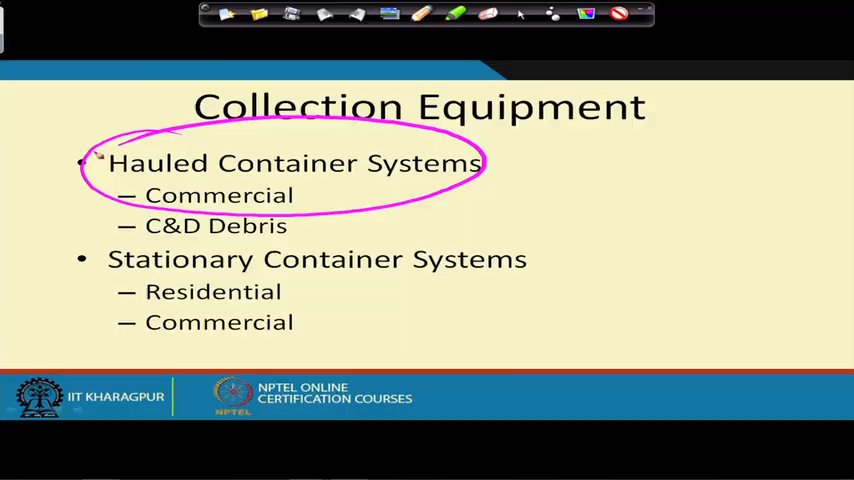 Collection Equipment
• Hauled Container Systems
– Commercial
– C&D Debris
• Stationary Container Systems
– Residential
– Commercial
IIT KHARAGPUR
NPTEL
NPTEL ONLINE
CERTIFICATION COURSES